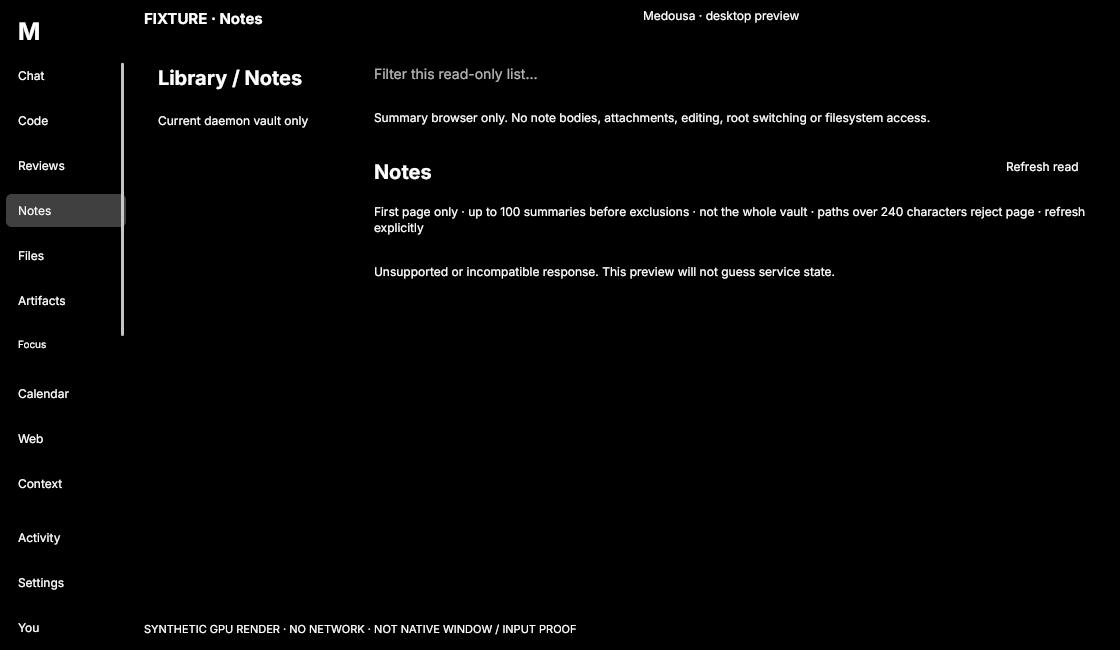 M
Chat
Code
Reviews
Notes
Files
Artifacts
Focus
Calendar
Web
Context
Activity
Settings
You
FIXTURE · Notes
Medousa · desktop preview
Library / Notes
Current daemon vault only
Filter this read-only list...
Summary browser only. No note bodies, attachments, editing, root switching or filesystem access.
Notes
Refresh read
First page only · up to 100 summaries before exclusions · not the whole vault · paths over 240 characters reject page · refresh
explicitly
Unsupported or incompatible response. This preview will not guess service state.
SYNTHETIC GPU RENDER · NO NETWORK · NOT NATIVE WINDOW / INPUT PROOF